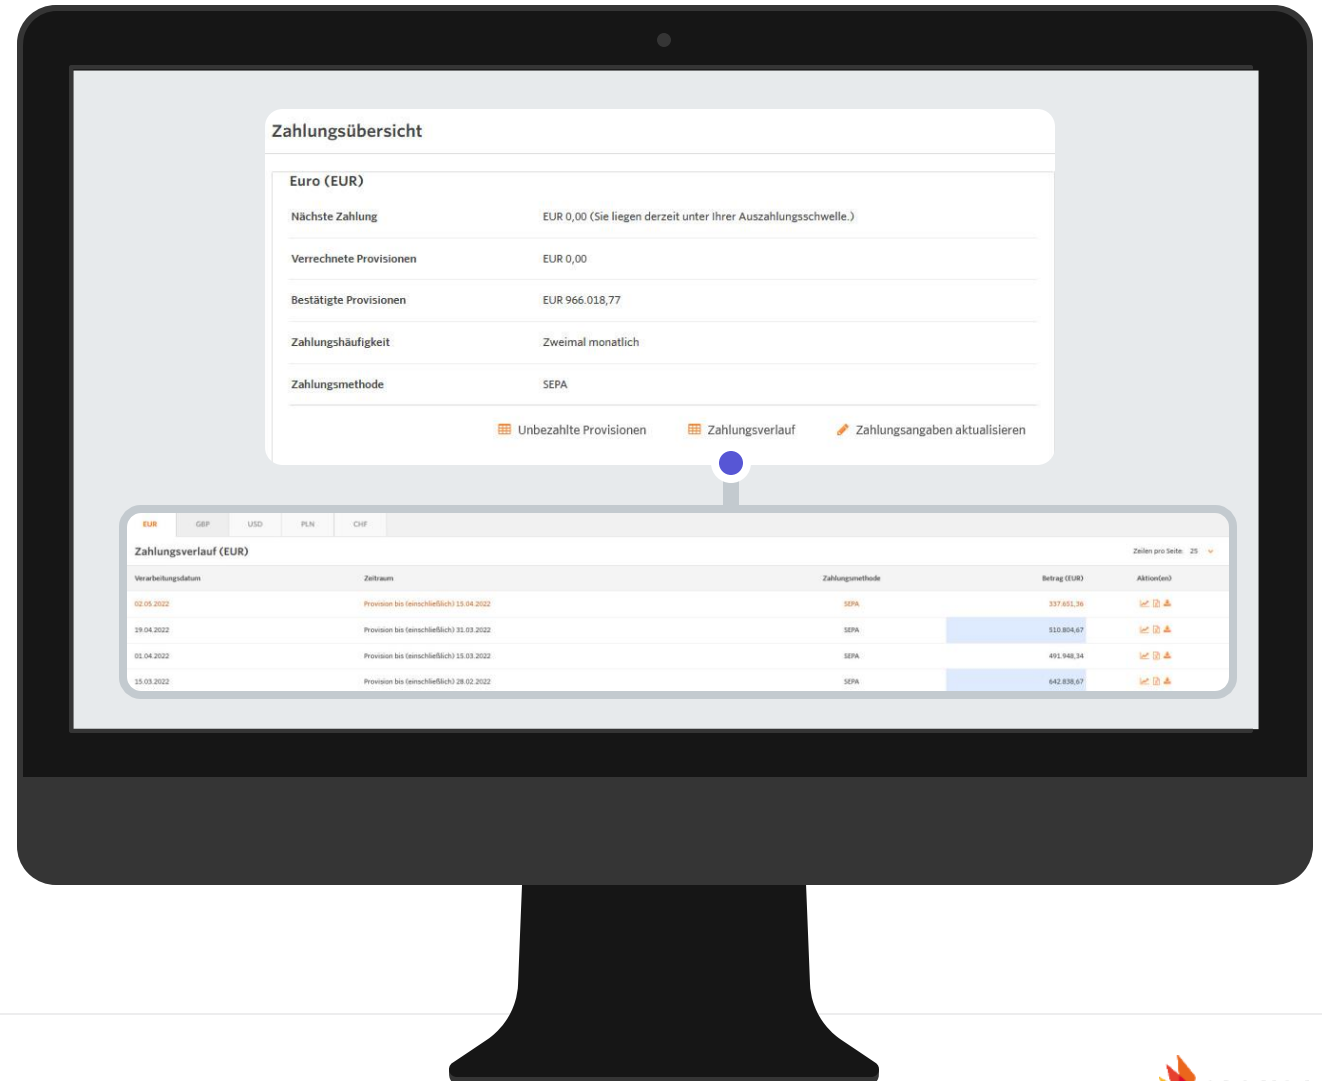 Zahlungsübersicht
Euro (EUR)
Nächste Zahlung EUR 0,00 (Sie liegen derzeit unter Ihrer Auszahlungsschwelle.)
Verrechnete Provisionen EUR 0,00
Bestätigte Provisionen EUR 966.018,77
Zahlungshäufigkeit Zweimal monatlich
Zahlungsmethode SEPA
Unbezahlte Provisionen Zahlungsverlauf Zahlungsangaben aktualisieren
EUR GBP USD PLN CHF
Zahlungsverlauf (EUR) Zeilen pro Seite 25
Verarbeitungsdatum Zeitraum Zahlungsmethode Betrag (EUR) Aktion(en)
02.05.2022 Provision bis (einschließlich) 15.04.2022 SEPA 337.651,36
19.04.2022 Provision bis (einschließlich) 31.03.2022 SEPA 510.804,67
01.04.2022 Provision bis (einschließlich) 15.03.2022 SEPA 491.948,34
15.03.2022 Provision bis (einschließlich) 28.02.2022 SEPA 642.838,67